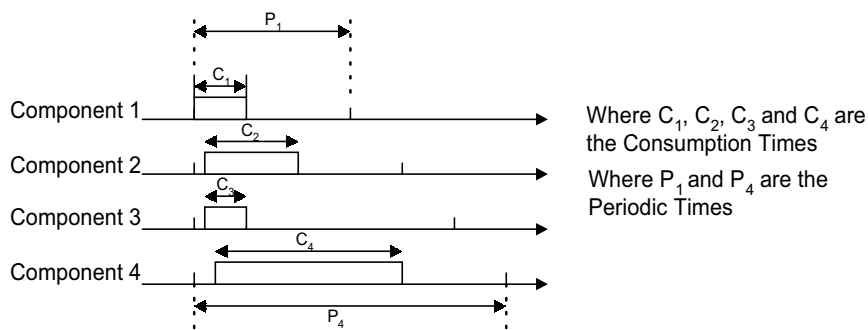 P₁
C₁
Component 1
C₂
Component 2
C₃
Component 3
C₄
Component 4
P₄
Where C₁, C₂, C₃ and C₄ are
the Consumption Times
Where P₁ and P₄ are the
Periodic Times